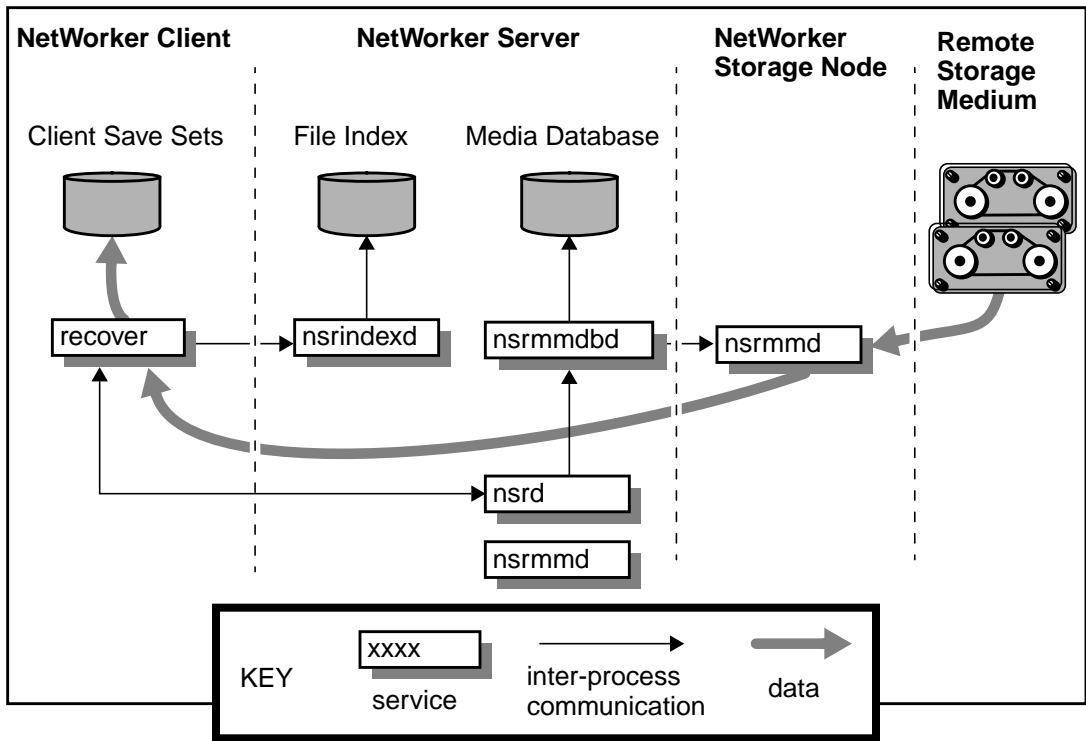 NetWorker Client
NetWorker Server
NetWorker
Storage Node
Remote
Storage
Medium
Client Save Sets
File Index
Media Database
recover
nsrindexd
nsrmmdbd
nsrmmd
nsrd
nsrmmd
KEY
xxxx
service
inter-process
communication
data